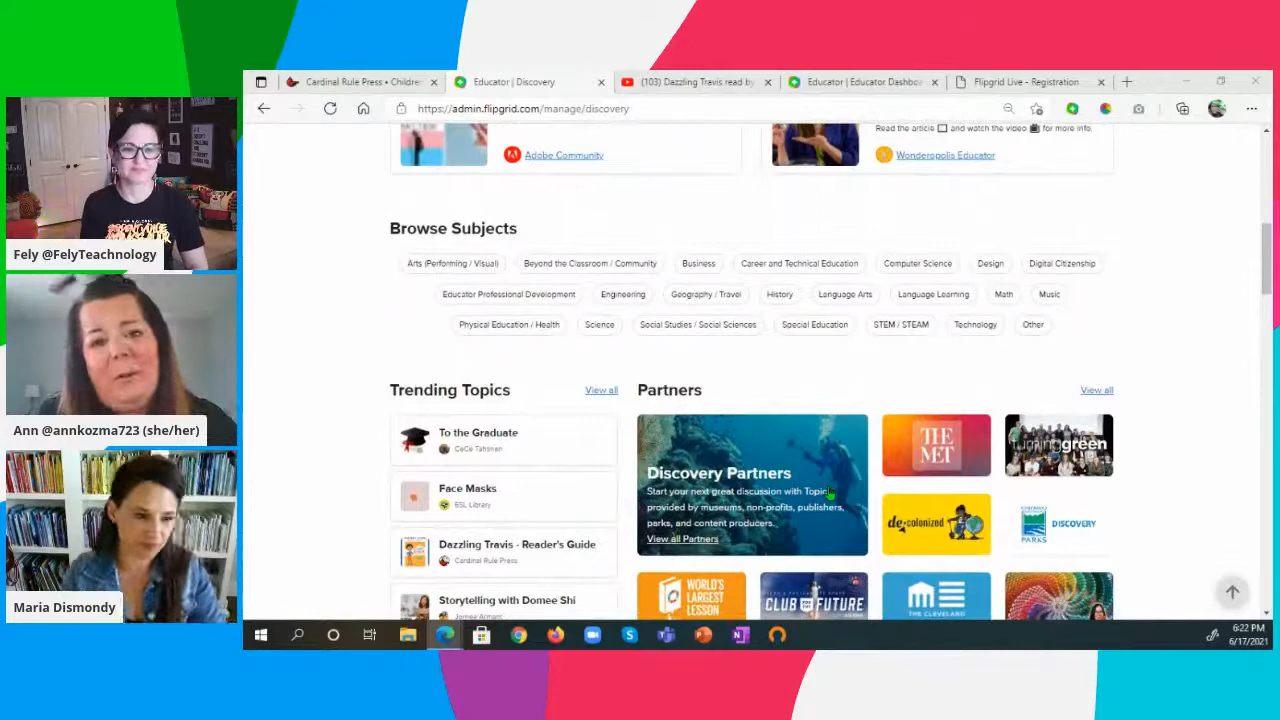 Cardinal Rule Press • Childre
Educator | Discovery
(103) Dazzling Travis read by
Educator | Educator Dashbo
Flipgrid Live - Registration
https://admin.flipgrid.com/manage/discovery
Read the article and watch the video for more info.
Adobe Community
Wonderopolis Educator
Browse Subjects
Arts (Performing / Visual)
Beyond the Classroom / Community
Business
Career and Technical Education
Computer Science
Design
Digital Citizenship
Educator Professional Development
Engineering
Geography / Travel
History
Language Arts
Language Learning
Math
Music
Physical Education / Health
Science
Social Studies / Social Sciences
Special Education
STEM / STEAM
Technology
Other
Trending Topics
View all
To the Graduate
CeCe Tahonen
Face Masks
ESL Library
Dazzling Travis - Reader's Guide
Cardinal Rule Press
Storytelling with Domee Shi
Partners
View all
Discovery Partners
Start your next great discussion with Topics
provided by museums, non-profits, publishers,
parks, and content producers.
View all Partners
THE
MET
turninggreen
de·colonized
PARKS
DISCOVERY
WORLD'S
LARGEST
LESSON
CLUB FOR THE FUTURE
THE CLEVELAND
Fely @FelyTeachnology
Ann @annkozma723 (she/her)
Maria Dismondy
6:22 PM
6/17/2021